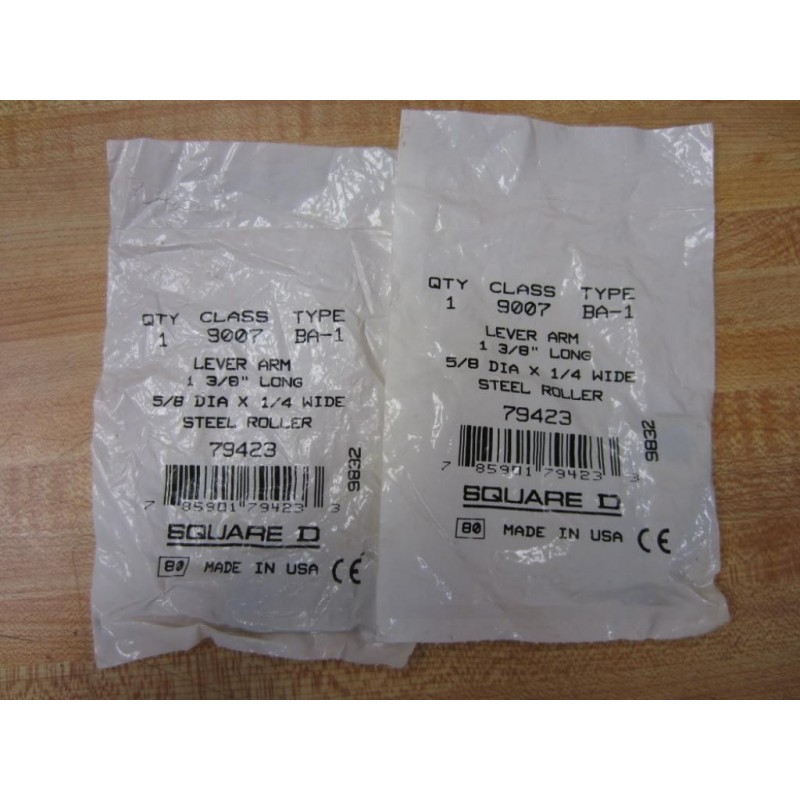 QTY CLASS TYPE
1 9007 BA-1
LEVER ARM
1 3/8" LONG
5/8 DIA X 1/4 WIDE
STEEL ROLLER
79423
9832
7 85901 79423 3
SQUARE D
80 MADE IN USA CE
QTY CLASS TYPE
1 9007 BA-1
LEVER ARM
1 3/8" LONG
5/8 DIA X 1/4 WIDE
STEEL ROLLER
79423
9832
7 85901 79423 3
SQUARE D
80 MADE IN USA CE